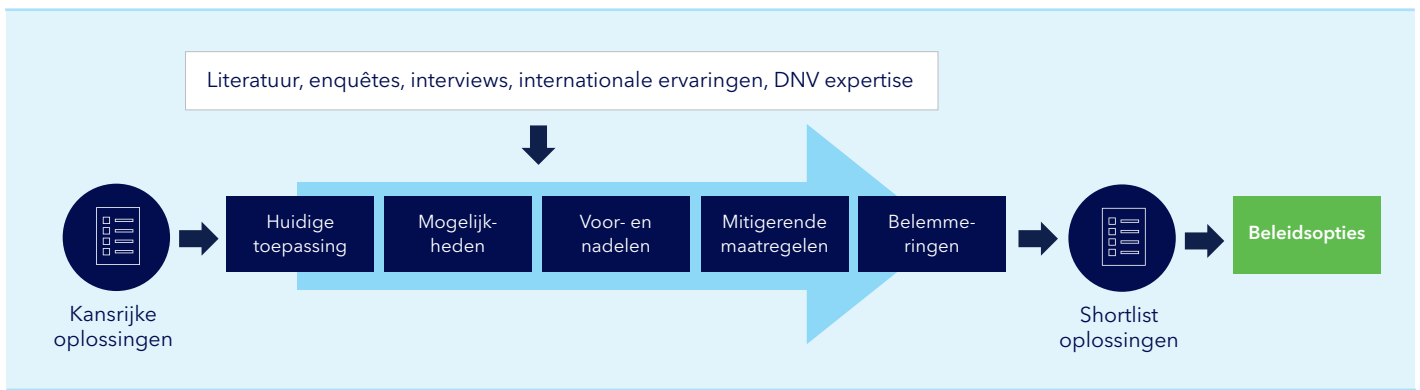 Literatuur, enquêtes, interviews, internationale ervaringen, DNV expertise
Kansrijke
oplossingen
Huidige
toepassing
Mogelijk-
heden
Voor- en
nadelen
Mitigerende
maatregelen
Belemme-
ringen
Shortlist
oplossingen
Beleidsopties